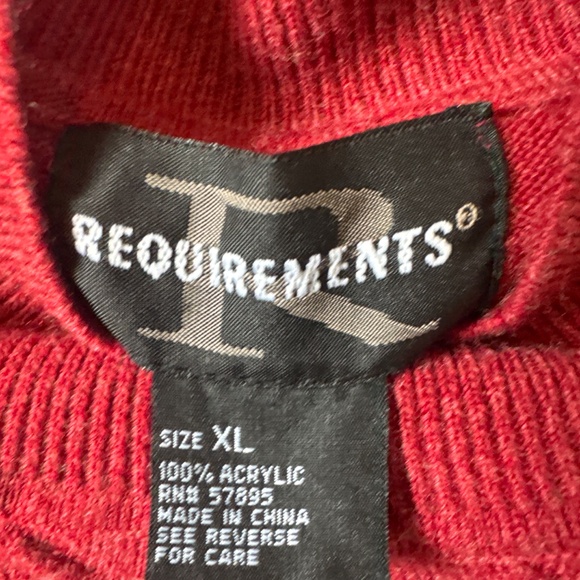 R
REQUIREMENTS®
SIZE XL
100% ACRYLIC
RN# 57895
MADE IN CHINA
SEE REVERSE
FOR CARE